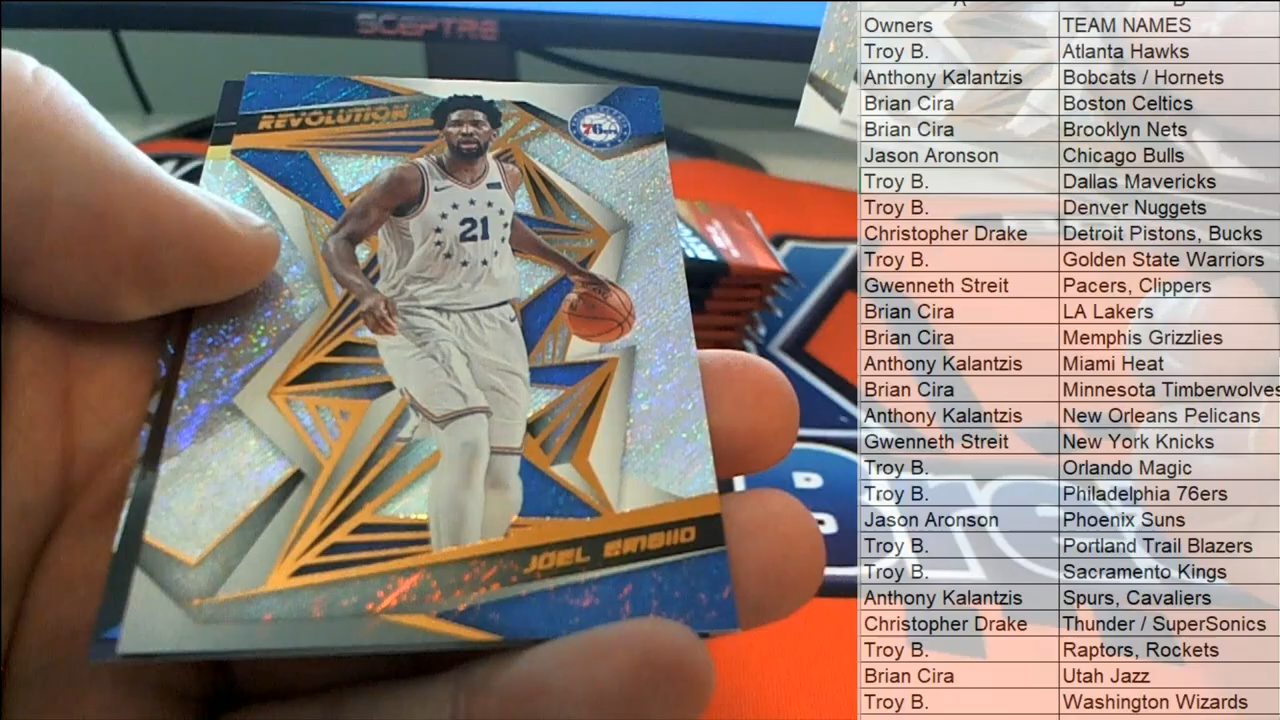 SCEPTRE
REVOLUTION
76ers
21
JOEL EMBIID
Owners TEAM NAMES
Troy B. Atlanta Hawks
Anthony Kalantzis Bobcats / Hornets
Brian Cira Boston Celtics
Brian Cira Brooklyn Nets
Jason Aronson Chicago Bulls
Troy B. Dallas Mavericks
Troy B. Denver Nuggets
Christopher Drake Detroit Pistons, Bucks
Troy B. Golden State Warriors
Gwenneth Streit Pacers, Clippers
Brian Cira LA Lakers
Brian Cira Memphis Grizzlies
Anthony Kalantzis Miami Heat
Brian Cira Minnesota Timberwolves
Anthony Kalantzis New Orleans Pelicans
Gwenneth Streit New York Knicks
Troy B. Orlando Magic
Troy B. Philadelphia 76ers
Jason Aronson Phoenix Suns
Troy B. Portland Trail Blazers
Troy B. Sacramento Kings
Anthony Kalantzis Spurs, Cavaliers
Christopher Drake Thunder / SuperSonics
Troy B. Raptors, Rockets
Brian Cira Utah Jazz
Troy B. Washington Wizards